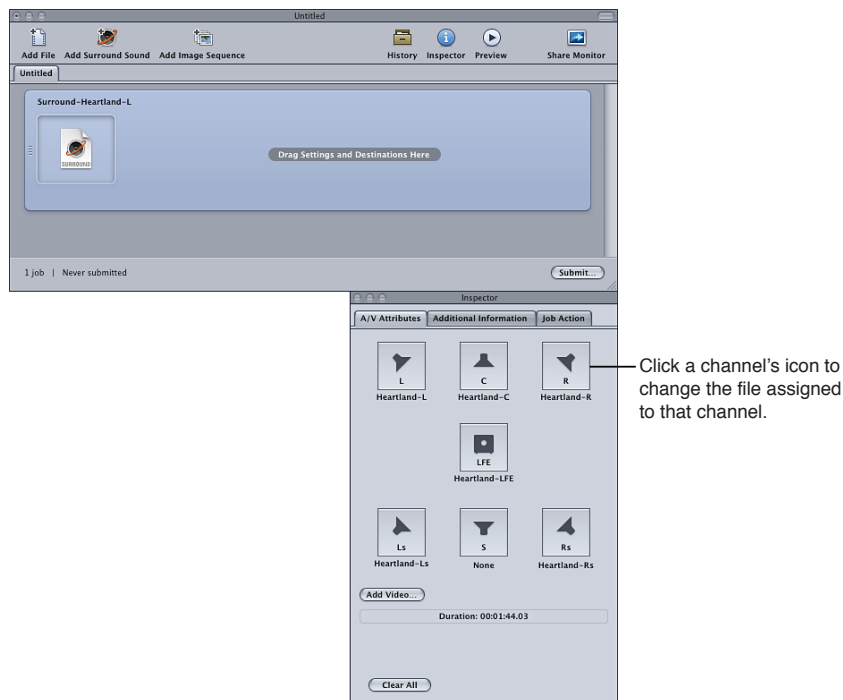 Untitled
Add File Add Surround Sound Add Image Sequence History Inspector Preview Share Monitor
Untitled
Surround-Heartland-L
SURROUND
Drag Settings and Destinations Here
1 job | Never submitted
Submit...
Inspector
A/V Attributes Additional Information Job Action
L C R
Heartland-L Heartland-C Heartland-R
Click a channel's icon to
change the file assigned
to that channel.
LFE
Heartland-LFE
Ls S Rs
Heartland-Ls None Heartland-Rs
Add Video...
Duration: 00:01:44.03
Clear All